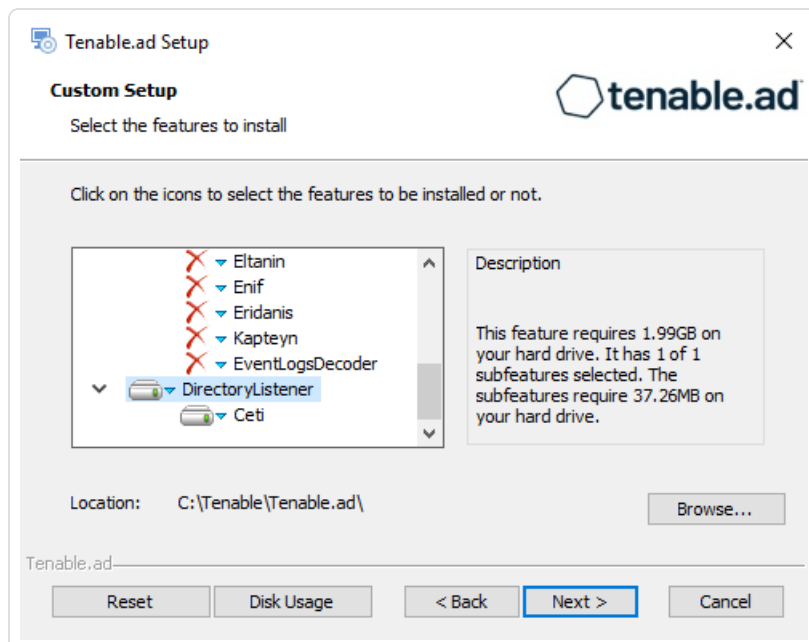 Tenable.ad Setup
Custom Setup
tenable.ad
Select the features to install
Click on the icons to select the features to be installed or not.
Eltanin
Enif
Eridanis
Kapteyn
EventLogsDecoder
DirectoryListener
Ceti
Description
This feature requires 1.99GB on
your hard drive. It has 1 of 1
subfeatures selected. The
subfeatures require 37.26MB on
your hard drive.
Location: C:\Tenable\Tenable.ad\
Browse...
Tenable.ad
Reset Disk Usage < Back Next > Cancel